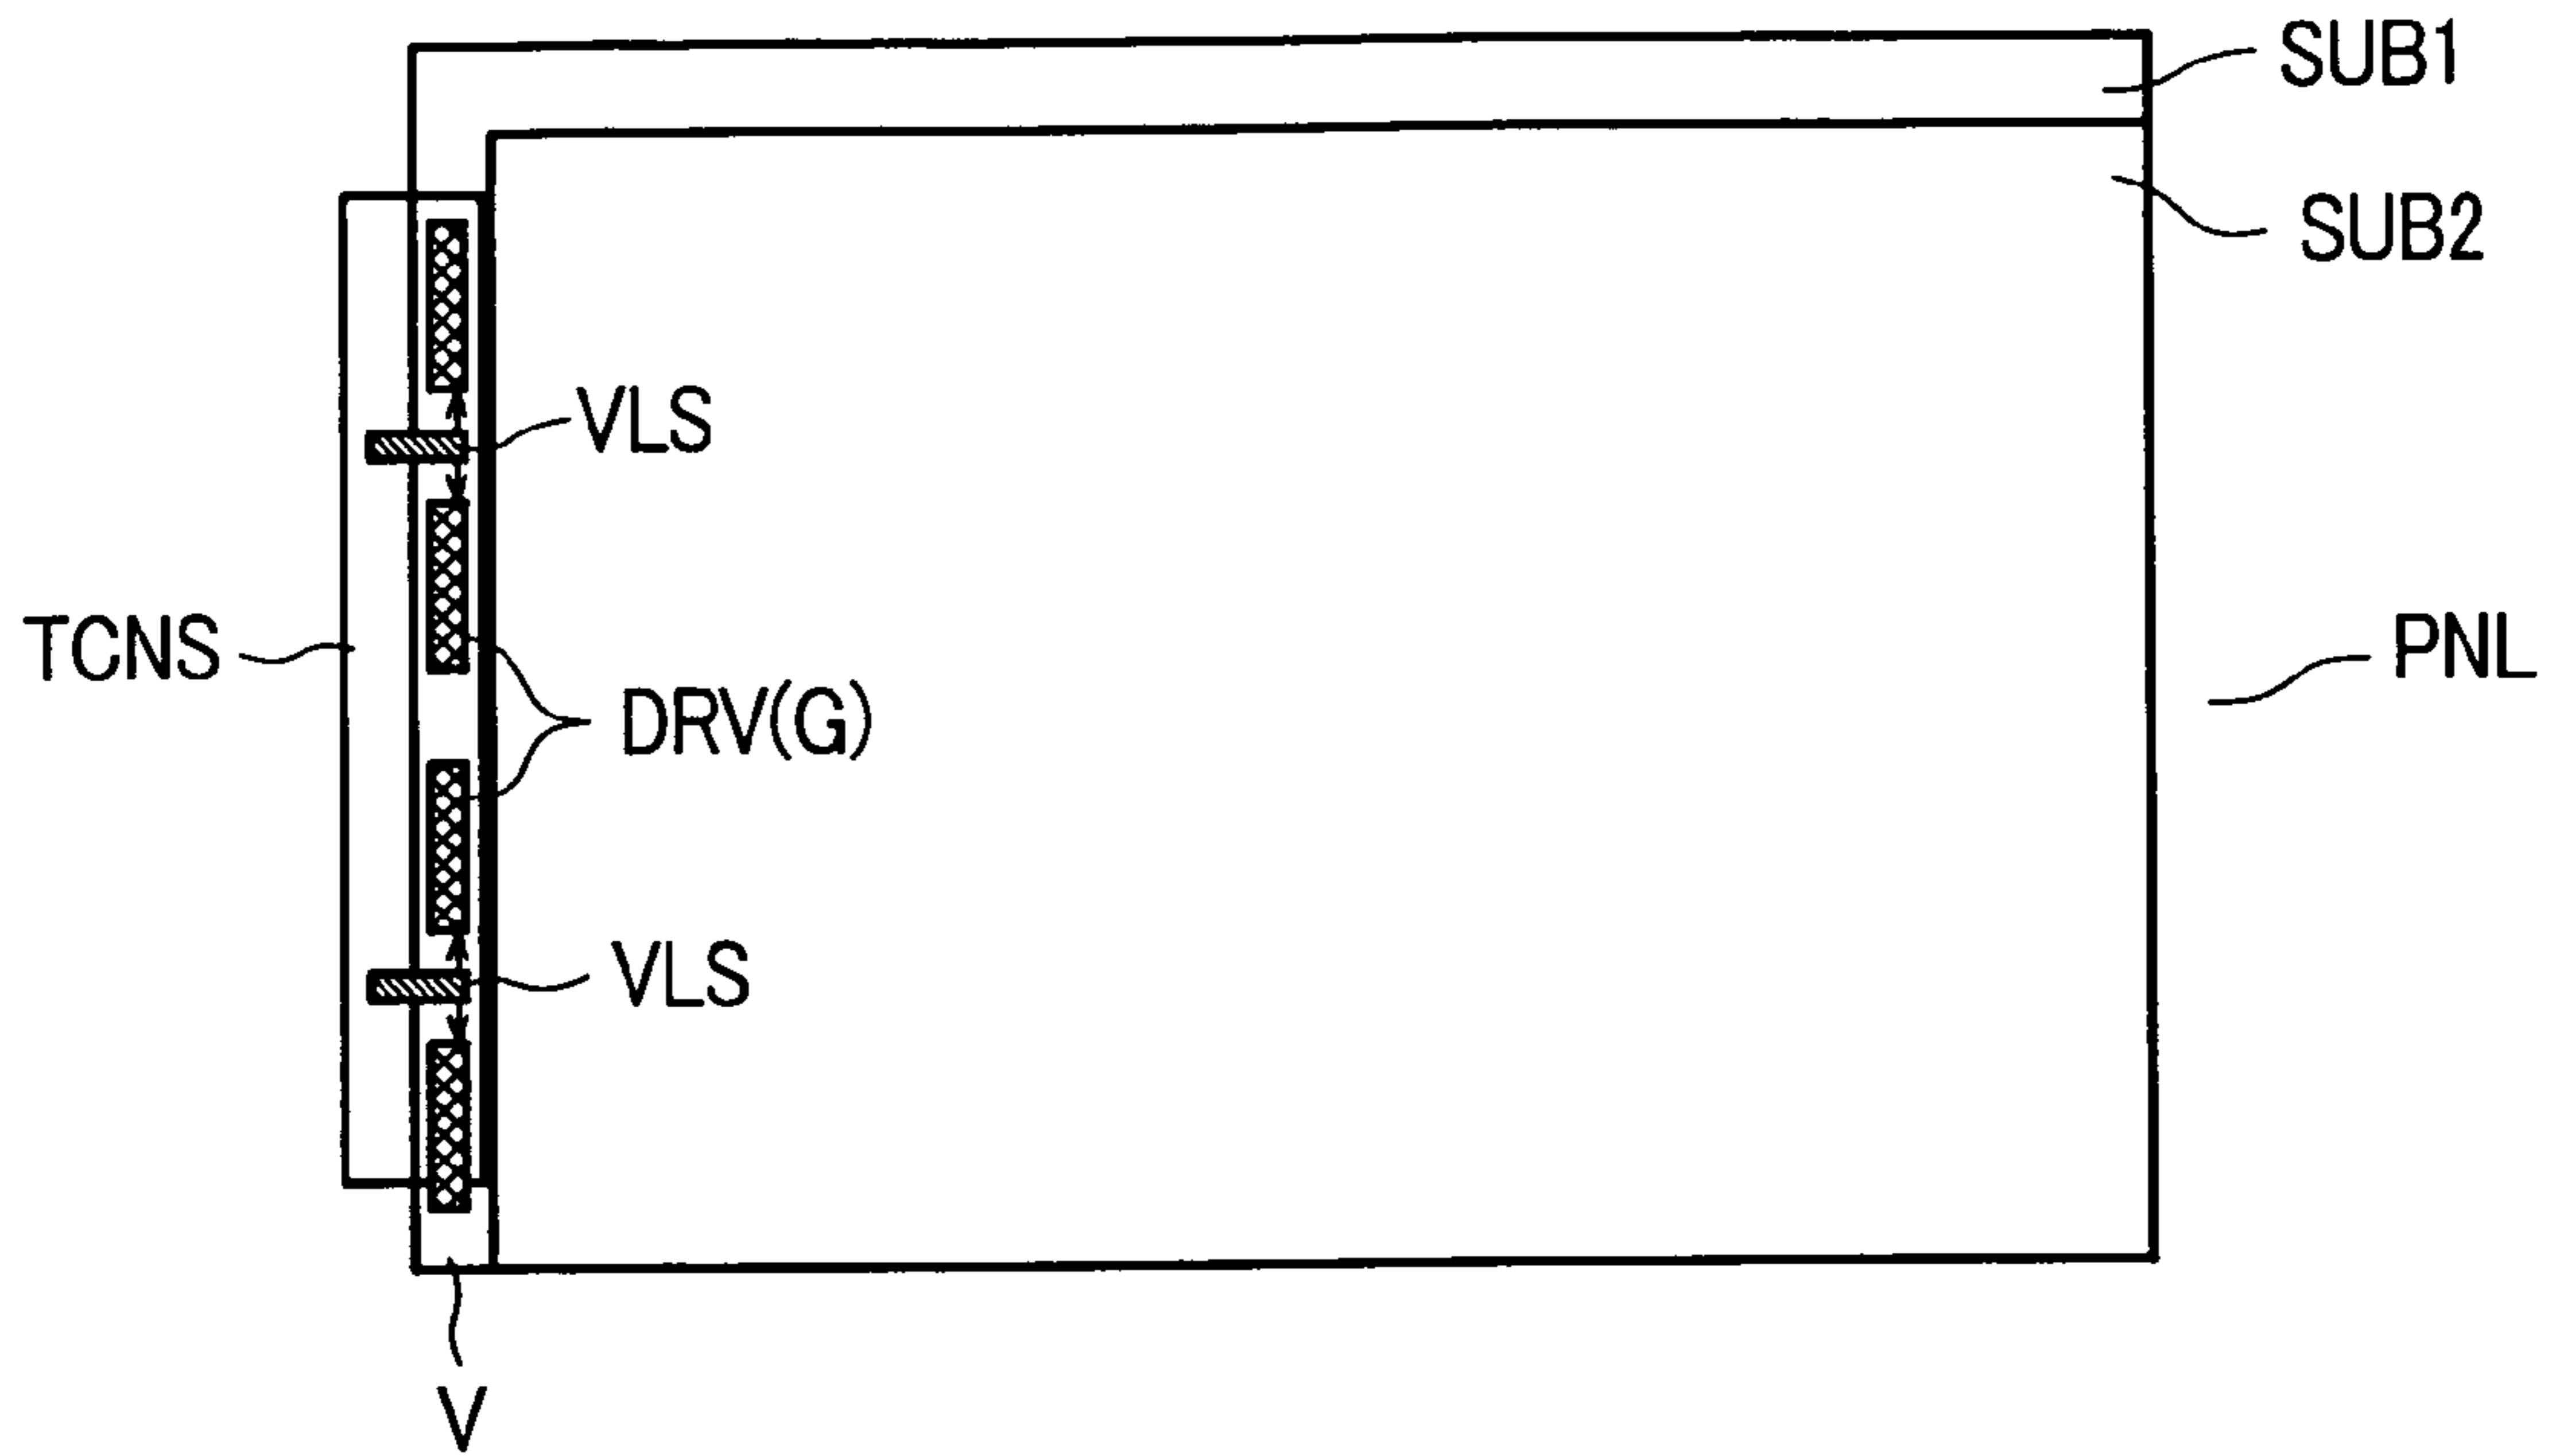 SUB1
SUB2
VLS
TCNS
PNL
DRV(G)
VLS
V